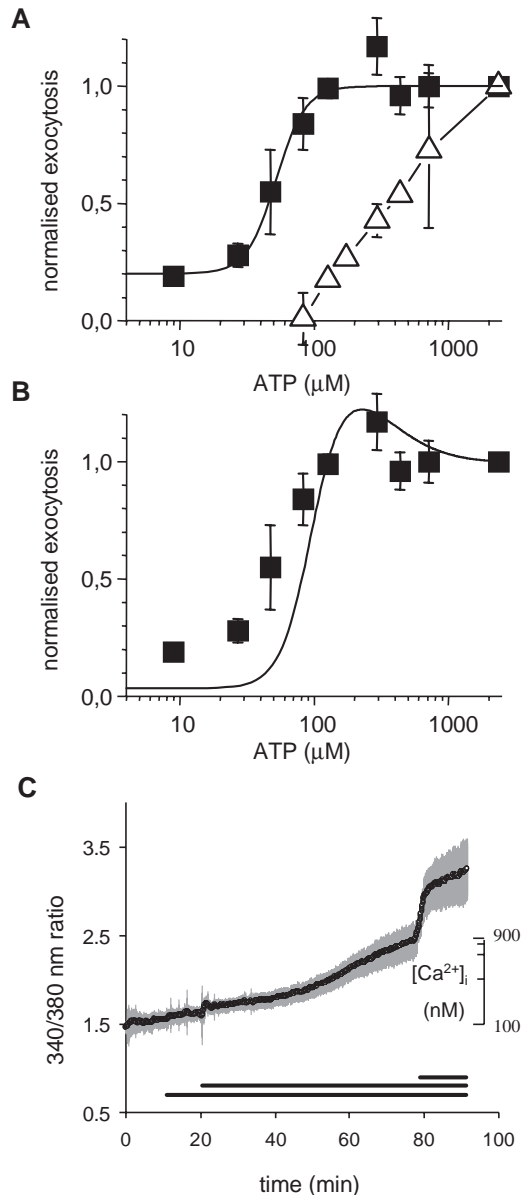 A
normalised exocytosis
1,0
0,5
0,0
10
100
1000
ATP (μM)
B
normalised exocytosis
1,0
0,5
0,0
10
100
1000
ATP (μM)
C
340/380 nm ratio
3.5
2.5
1.5
0.5
900
[Ca²⁺]i
(nM)
100
0
20
40
60
80
100
time (min)